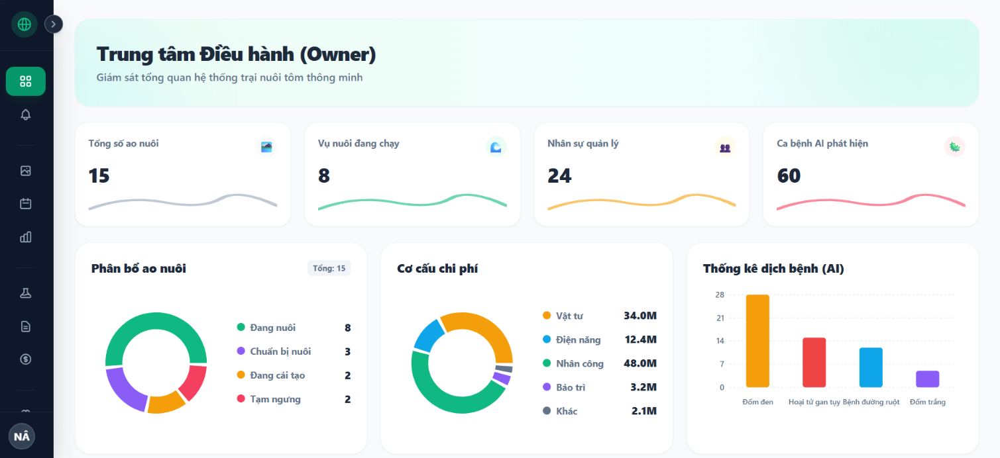 Trung tâm Điều hành (Owner)
Giám sát tổng quan hệ thống trại nuôi tôm thông minh
Tổng số ao nuôi
15
Vụ nuôi đang chạy
8
Nhân sự quản lý
24
Ca bệnh AI phát hiện
60
Phân bổ ao nuôi
Tổng: 15
Đang nuôi 8
Chuẩn bị nuôi 3
Đang cải tạo 2
Tạm ngưng 2
Cơ cấu chi phí
Vật tư 34.0M
Điện năng 12.4M
Nhân công 48.0M
Bảo trì 3.2M
Khác 2.1M
Thống kê dịch bệnh (AI)
28
21
14
7
0
Đốm đen Hoại tử gan tụy Bệnh đường ruột Đốm trắng
NÂ